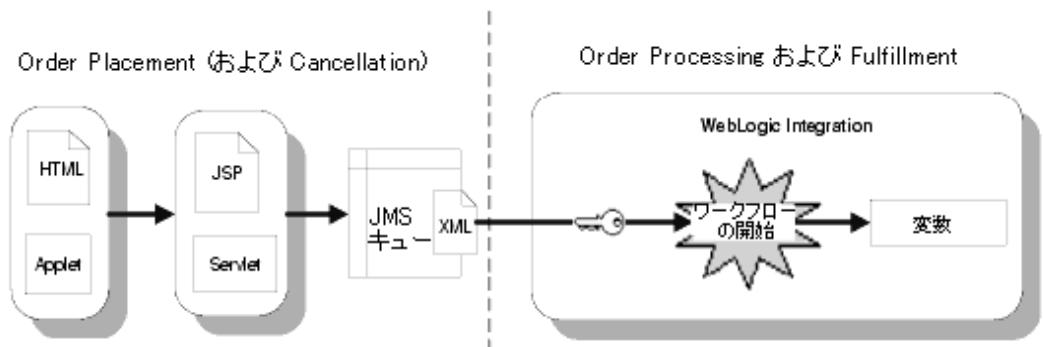 Order Placement (および Cancellation)
Order Processing および Fulfillment
WebLogic Integration
HTML
Applet
JSP
Servlet
JMS
キュー
XML
ワークフロー
の開始
変数